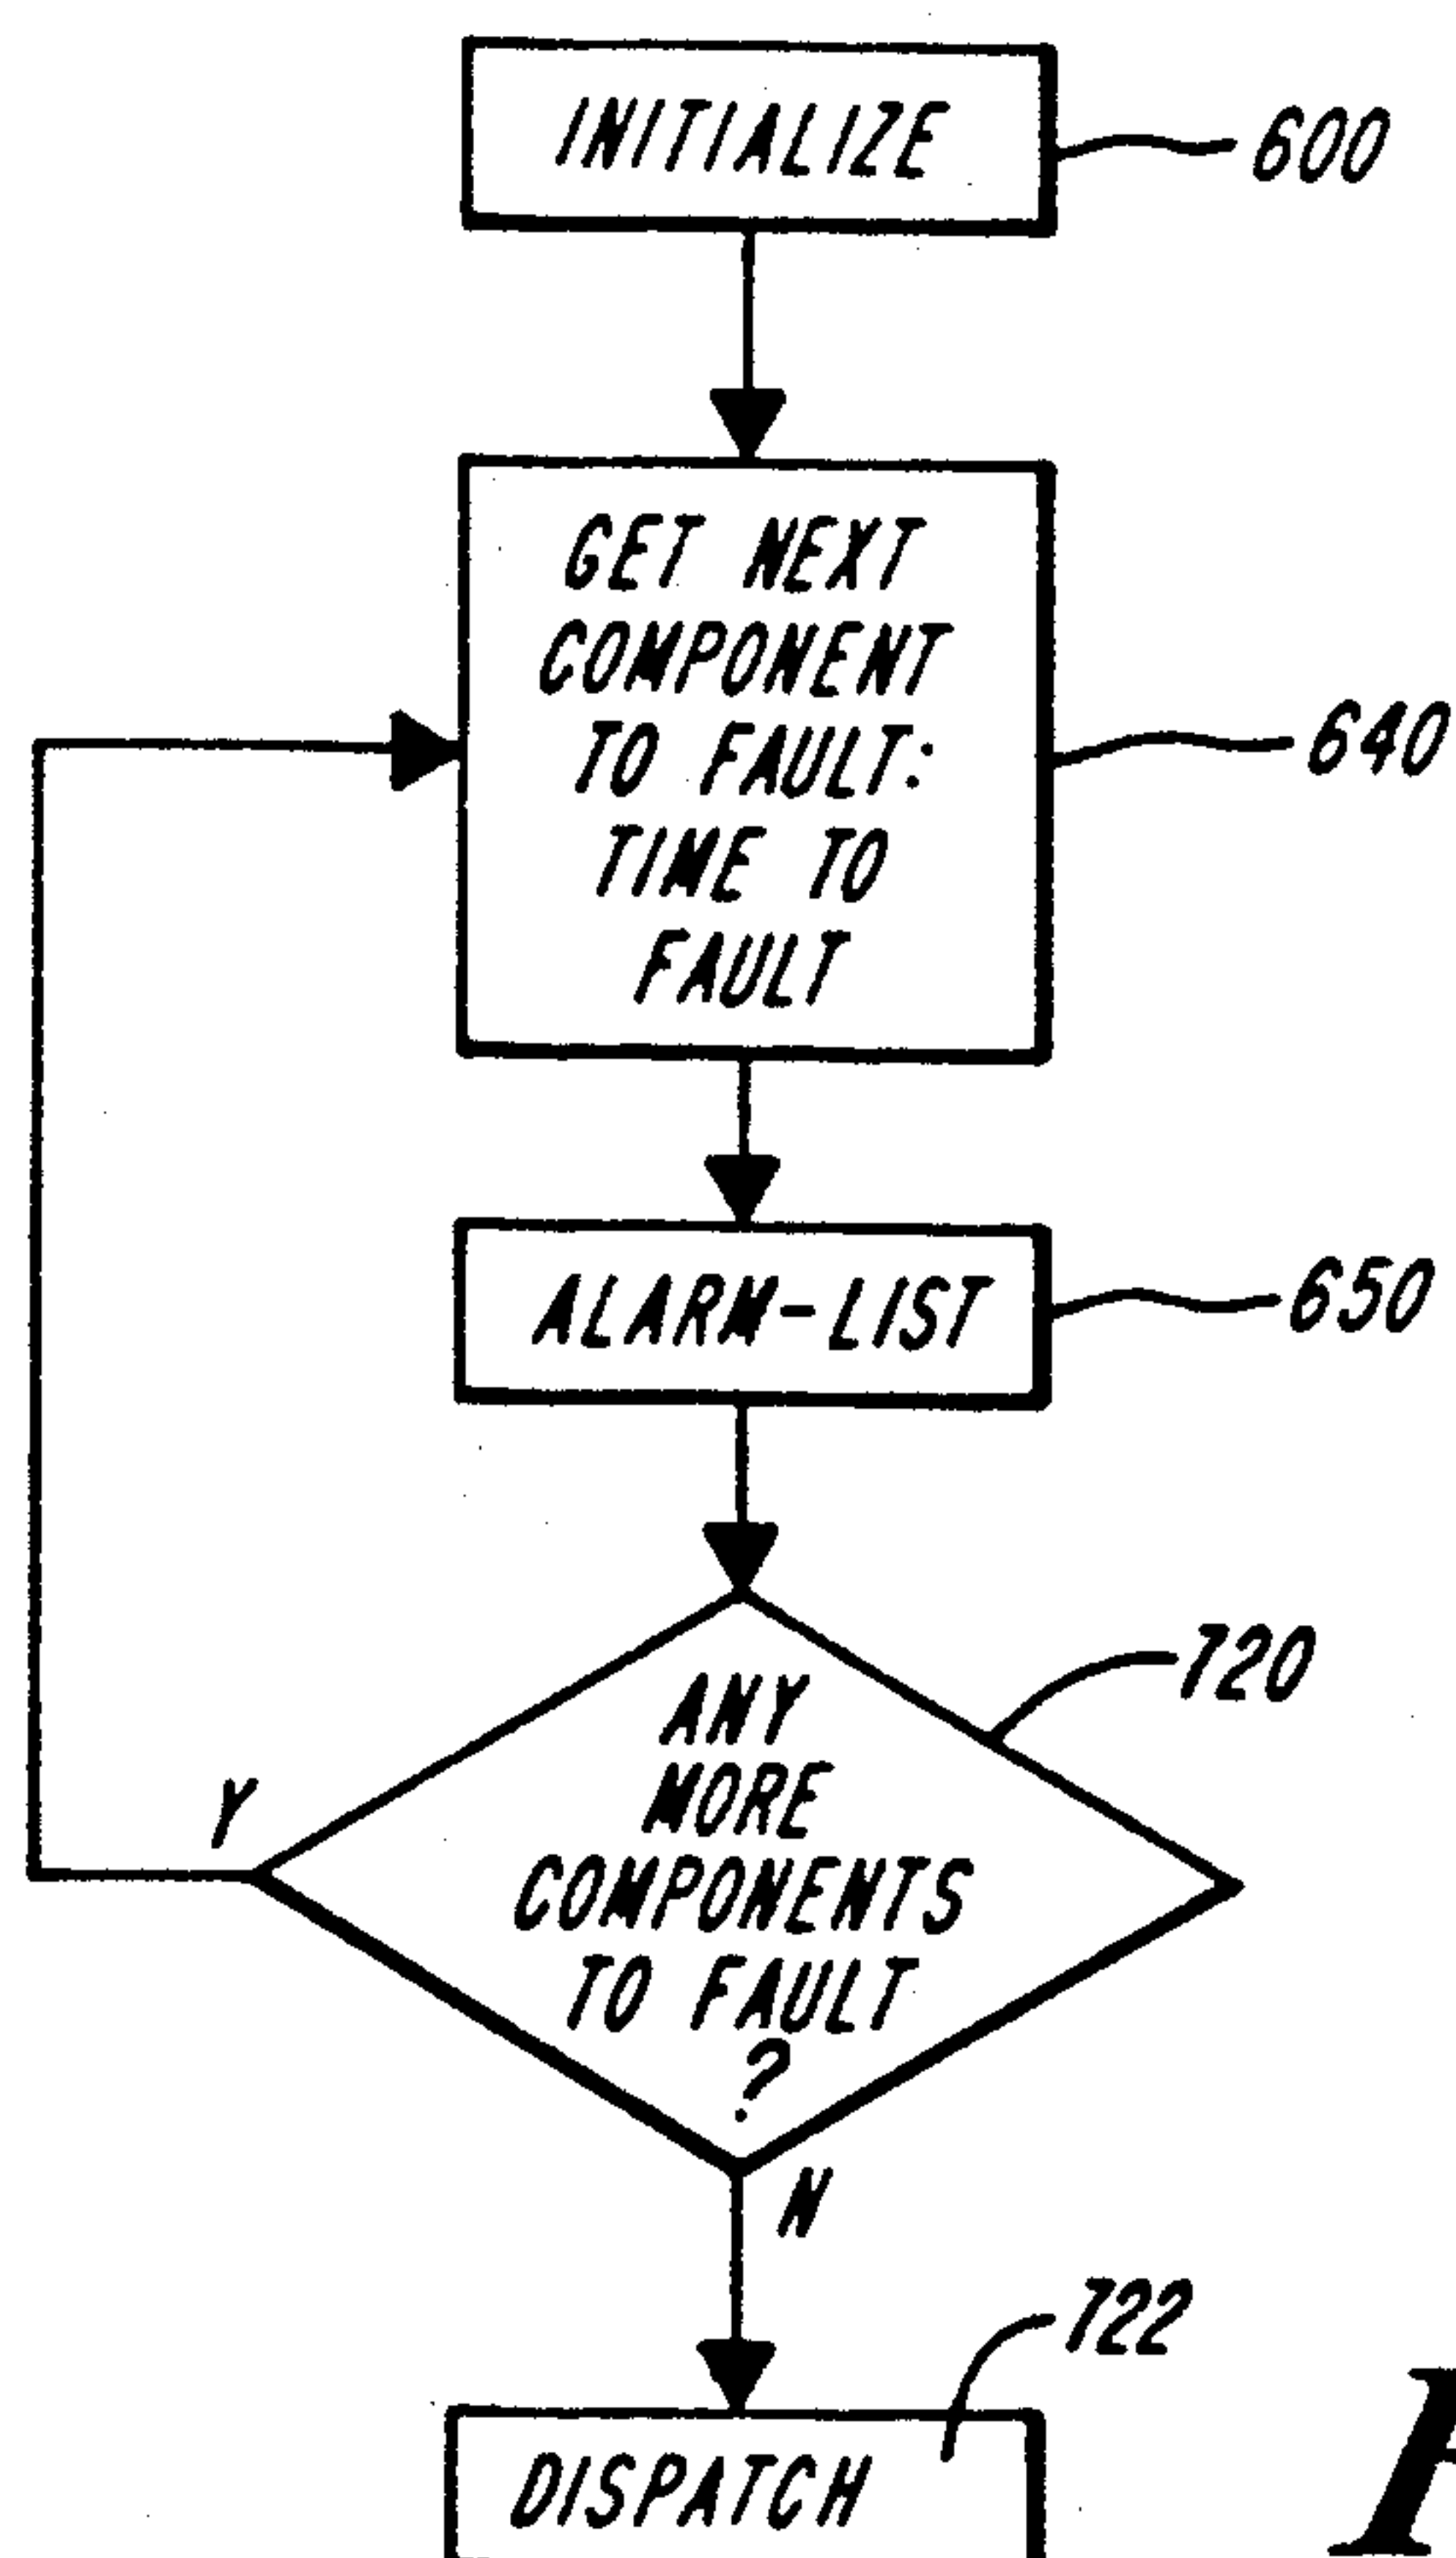 INITIALIZE
600
GET NEXT
COMPONENT
TO FAULT:
TIME TO
FAULT
640
ALARM-LIST
650
ANY
MORE
COMPONENTS
TO FAULT
?
720
Y
N
722
DISPATCH